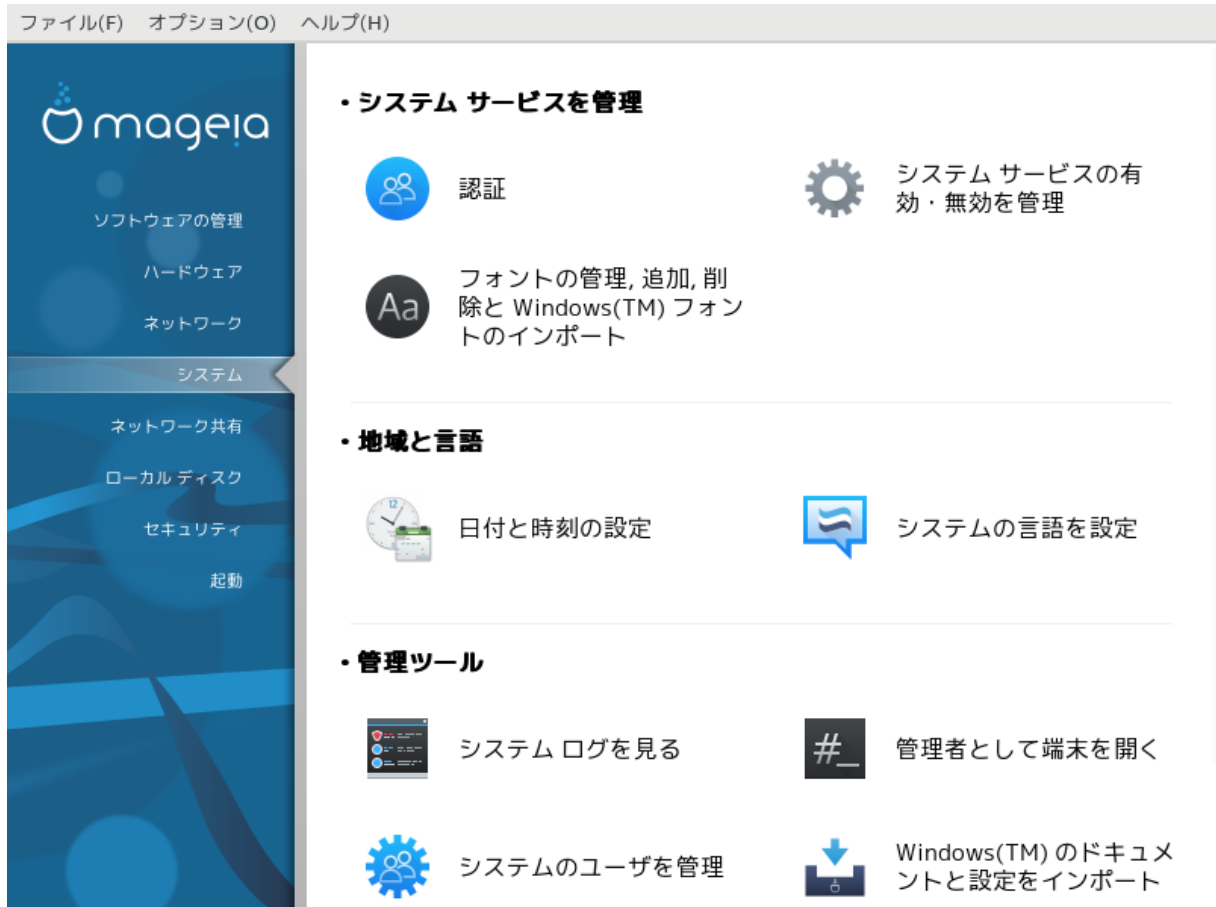 ファイル(F) オプション(O) ヘルプ(H)
mageia
ソフトウェアの管理
ハードウェア
ネットワーク
システム
ネットワーク共有
ローカル ディスク
セキュリティ
起動
・システム サービスを管理
認証
システム サービスの有
効・無効を管理
フォントの管理, 追加, 削
除と Windows(TM) フォン
トのインポート
・地域と言語
12
日付と時刻の設定
システムの言語を設定
・管理ツール
システム ログを見る
#_
管理者として端末を開く
システムのユーザを管理
Windows(TM) のドキュメ
ントと設定をインポート
Aa